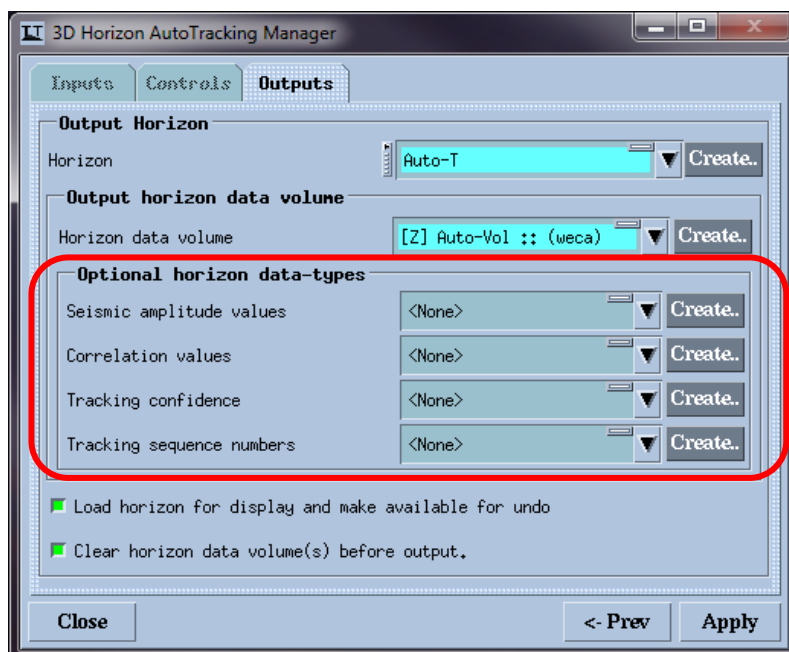 3D Horizon AutoTracking Manager
Inputs Controls Outputs
Output Horizon
Horizon Auto-T Create..
Output horizon data volume
Horizon data volume [Z] Auto-Vol :: (weca) Create..
Optional horizon data-types
Seismic amplitude values <None> Create..
Correlation values <None> Create..
Tracking confidence <None> Create..
Tracking sequence numbers <None> Create..
Load horizon for display and make available for undo
Clear horizon data volume(s) before output.
Close <- Prev Apply